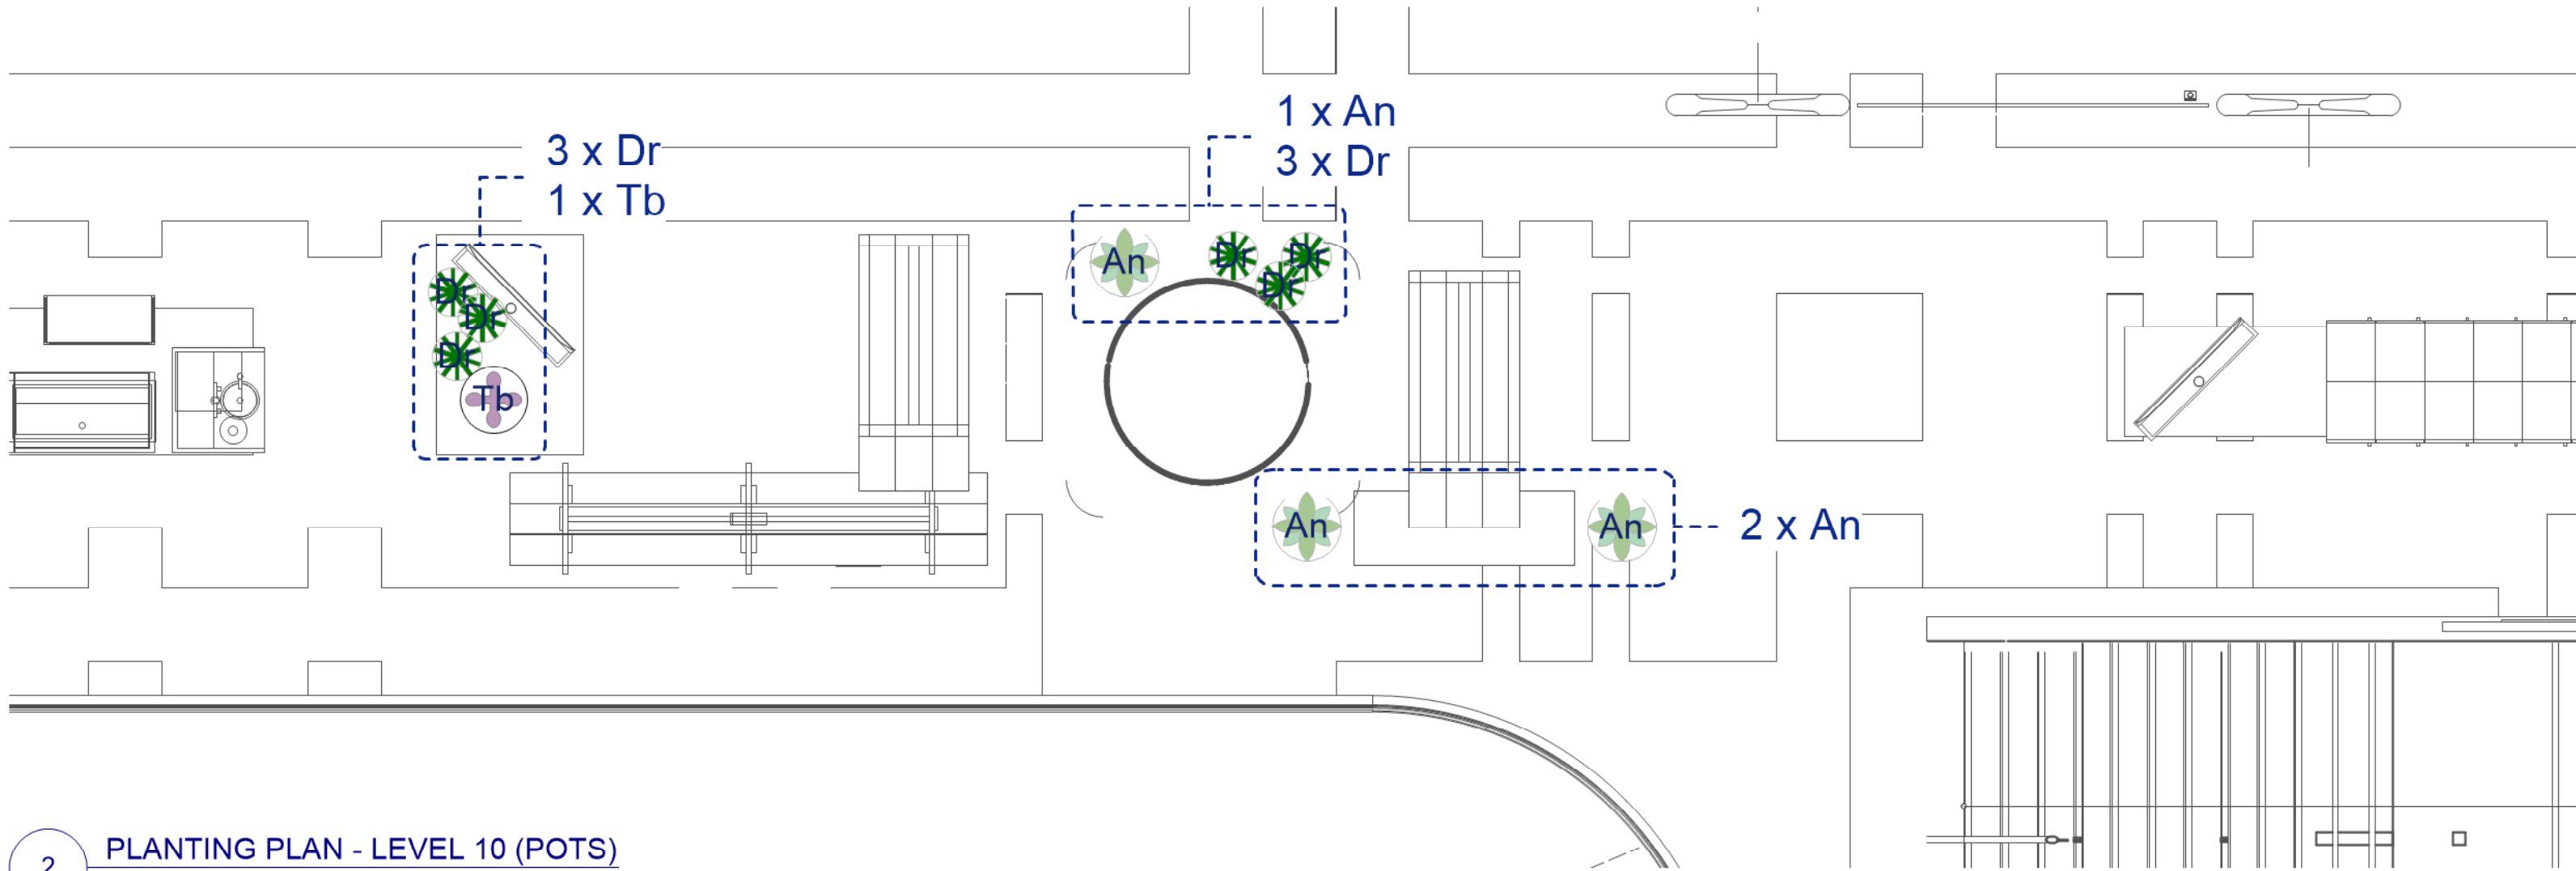 1 x An
3 x Dr
3 x Dr
1 x Tb
An
Dr
Dr
Dr
Dr
Dr
Dr
Tb
An
An
2 x An
2
PLANTING PLAN - LEVEL 10 (POTS)